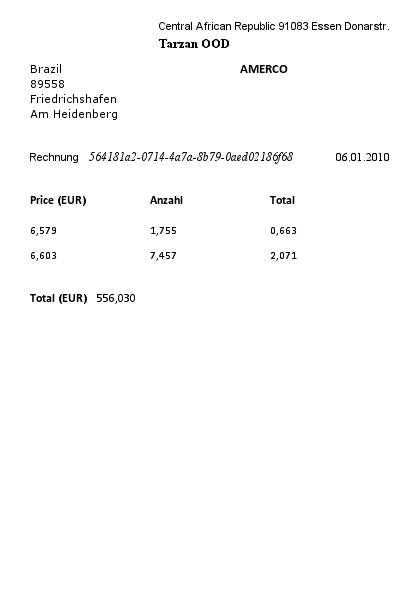 Central African Republic 91083 Essen Donarstr.
Tarzan OOD
Brazil AMERCO
89558
Friedrichshafen
Am Heidenberg
Rechnung 564181a2-0714-4a7a-8b79-0aed02186f68 06.01.2010
Price (EUR) Anzahl Total
6,579 1,755 0,663
6,603 7,457 2,071
Total (EUR) 556,030